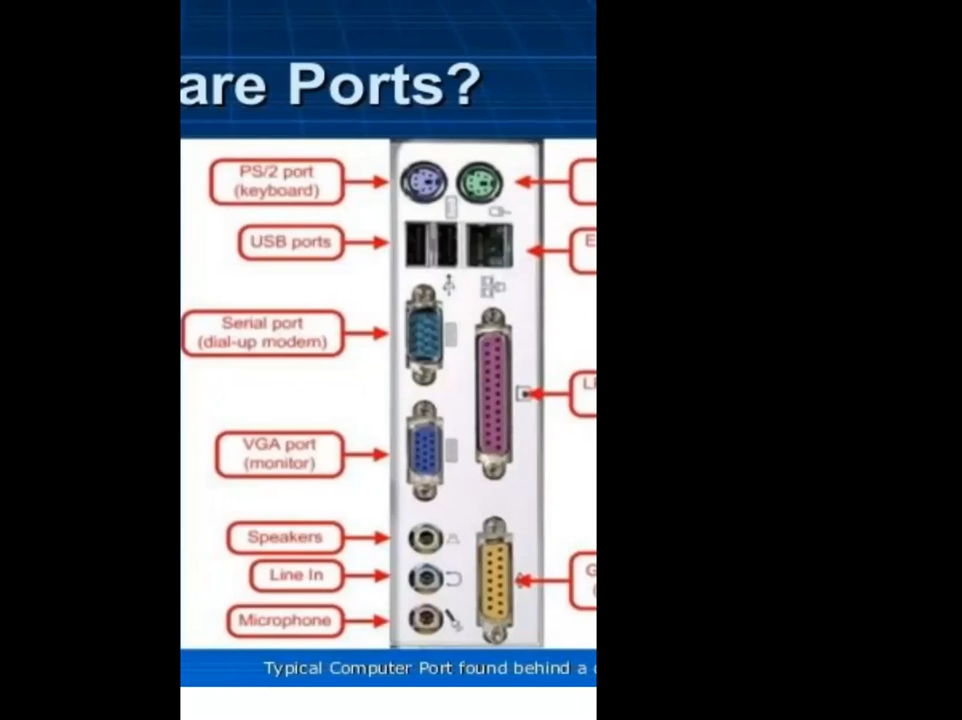 are Ports?
PS/2 port
(keyboard)
USB ports
Serial port
(dial-up modem)
VGA port
(monitor)
Speakers
Line In
Microphone
Typical Computer Port found behind a